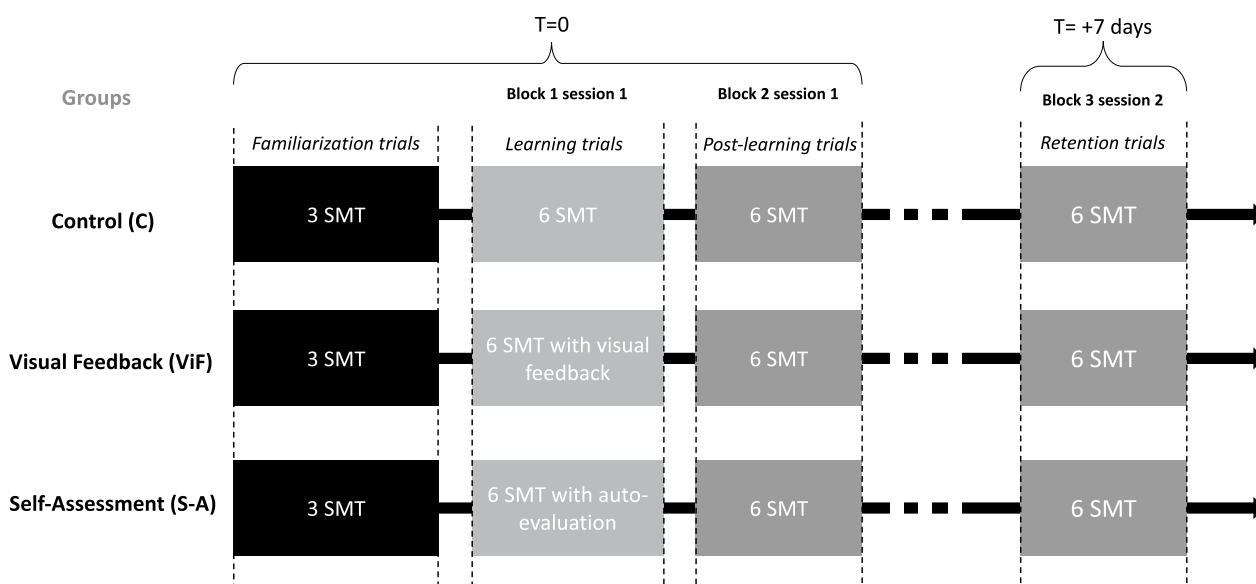 T=0
T= +7 days
Groups
Block 1 session 1
Block 2 session 1
Block 3 session 2
Familiarization trials
Learning trials
Post-learning trials
Retention trials
Control (C)
3 SMT
6 SMT
6 SMT
6 SMT
Visual Feedback (ViF)
3 SMT
6 SMT with visual
feedback
6 SMT
6 SMT
Self-Assessment (S-A)
3 SMT
6 SMT with auto-
evaluation
6 SMT
6 SMT